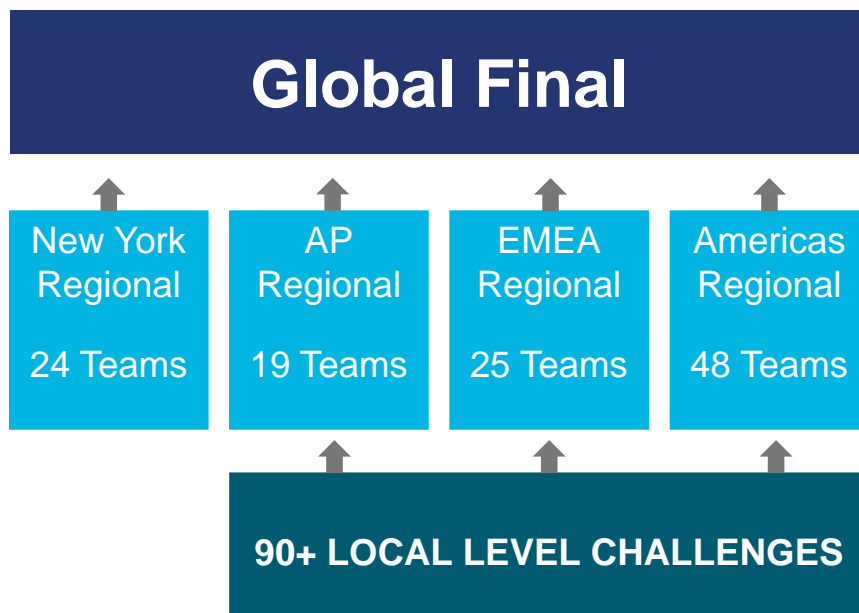 Global Final
New York
Regional
24 Teams
AP
Regional
19 Teams
EMEA
Regional
25 Teams
Americas
Regional
48 Teams
90+ LOCAL LEVEL CHALLENGES